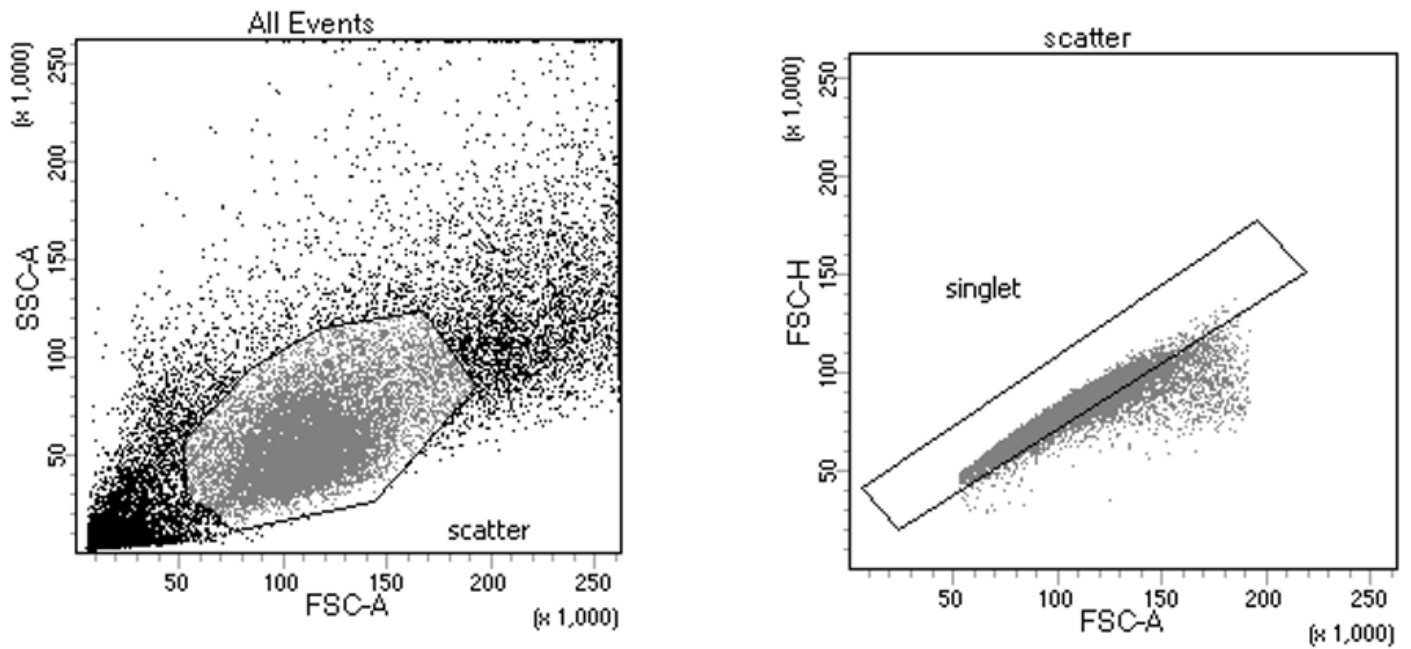 All Events
(x 1,000)
SSC-A
250
200
150
100
50
scatter
50 100 150 200 250
FSC-A
(x 1,000)
scatter
(x 1,000)
FSC-H
250
200
150
100
50
singlet
50 100 150 200 250
FSC-A
(x 1,000)